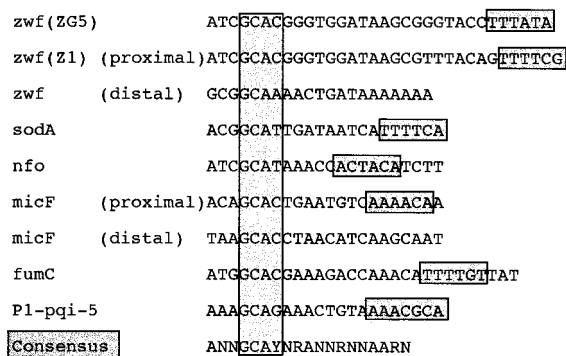 zwf(ZG5) ATCGCACGGGTGGATAAGCGGGTACCTTTATA
zwf(Z1) (proximal) ATCGCACGGGTGGATAAGCGTTTACAGTTTTCG
zwf (distal) GCGGCAAAACTGATAAAAAAA
sodA ACGGCATTGATAATCATTTTCA
nfo ATCGCATAAACCACTACATCTT
micF (proximal) ACAGCACTGAATGTCAAAACAA
micF (distal) TAAGCACCTAACATCAAGCAAT
fumC ATGGCACGAAAGACCAAACATTTTGTTAT
P1-pqi-5 AAAGCAGAAACTGTAAAACGCA
Consensus ANNGCAYNRANNRNNAARN